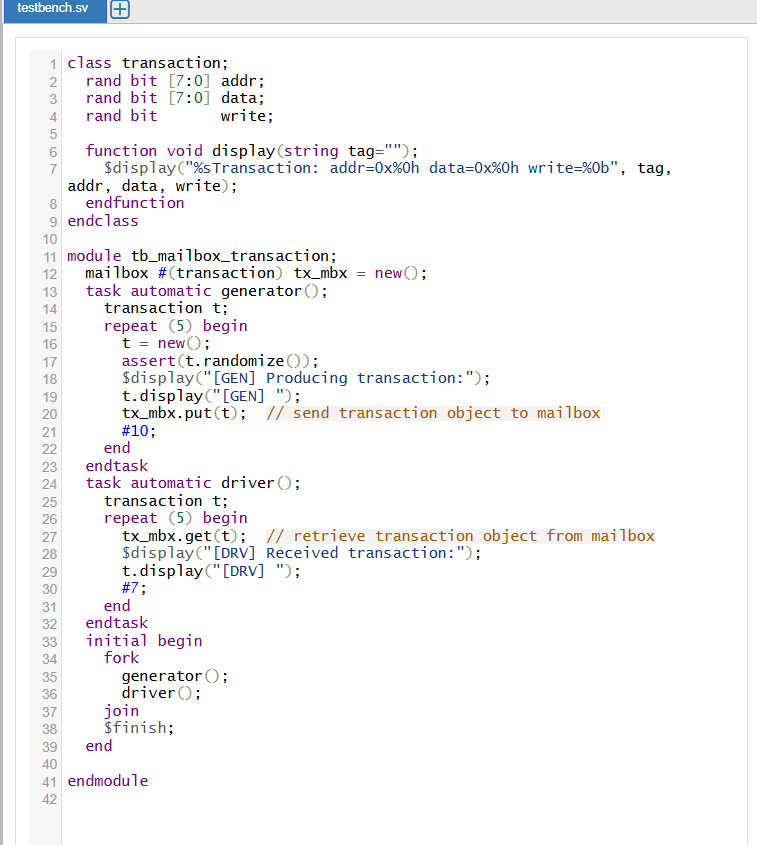 testbench.sv
1 class transaction;
2   rand bit [7:0] addr;
3   rand bit [7:0] data;
4   rand bit       write;
5
6   function void display(string tag="");
7     $display("%sTransaction: addr=0x%0h data=0x%0h write=%0b", tag,
addr, data, write);
8   endfunction
9 endclass
10
11 module tb_mailbox_transaction;
12   mailbox #(transaction) tx_mbx = new();
13   task automatic generator();
14     transaction t;
15     repeat (5) begin
16       t = new();
17       assert(t.randomize());
18       $display("[GEN] Producing transaction:");
19       t.display("[GEN] ");
20       tx_mbx.put(t);  // send transaction object to mailbox
21       #10;
22     end
23   endtask
24   task automatic driver();
25     transaction t;
26     repeat (5) begin
27       tx_mbx.get(t);  // retrieve transaction object from mailbox
28       $display("[DRV] Received transaction:");
29       t.display("[DRV] ");
30       #7;
31     end
32   endtask
33   initial begin
34     fork
35       generator();
36       driver();
37     join
38     $finish;
39   end
40
41 endmodule
42